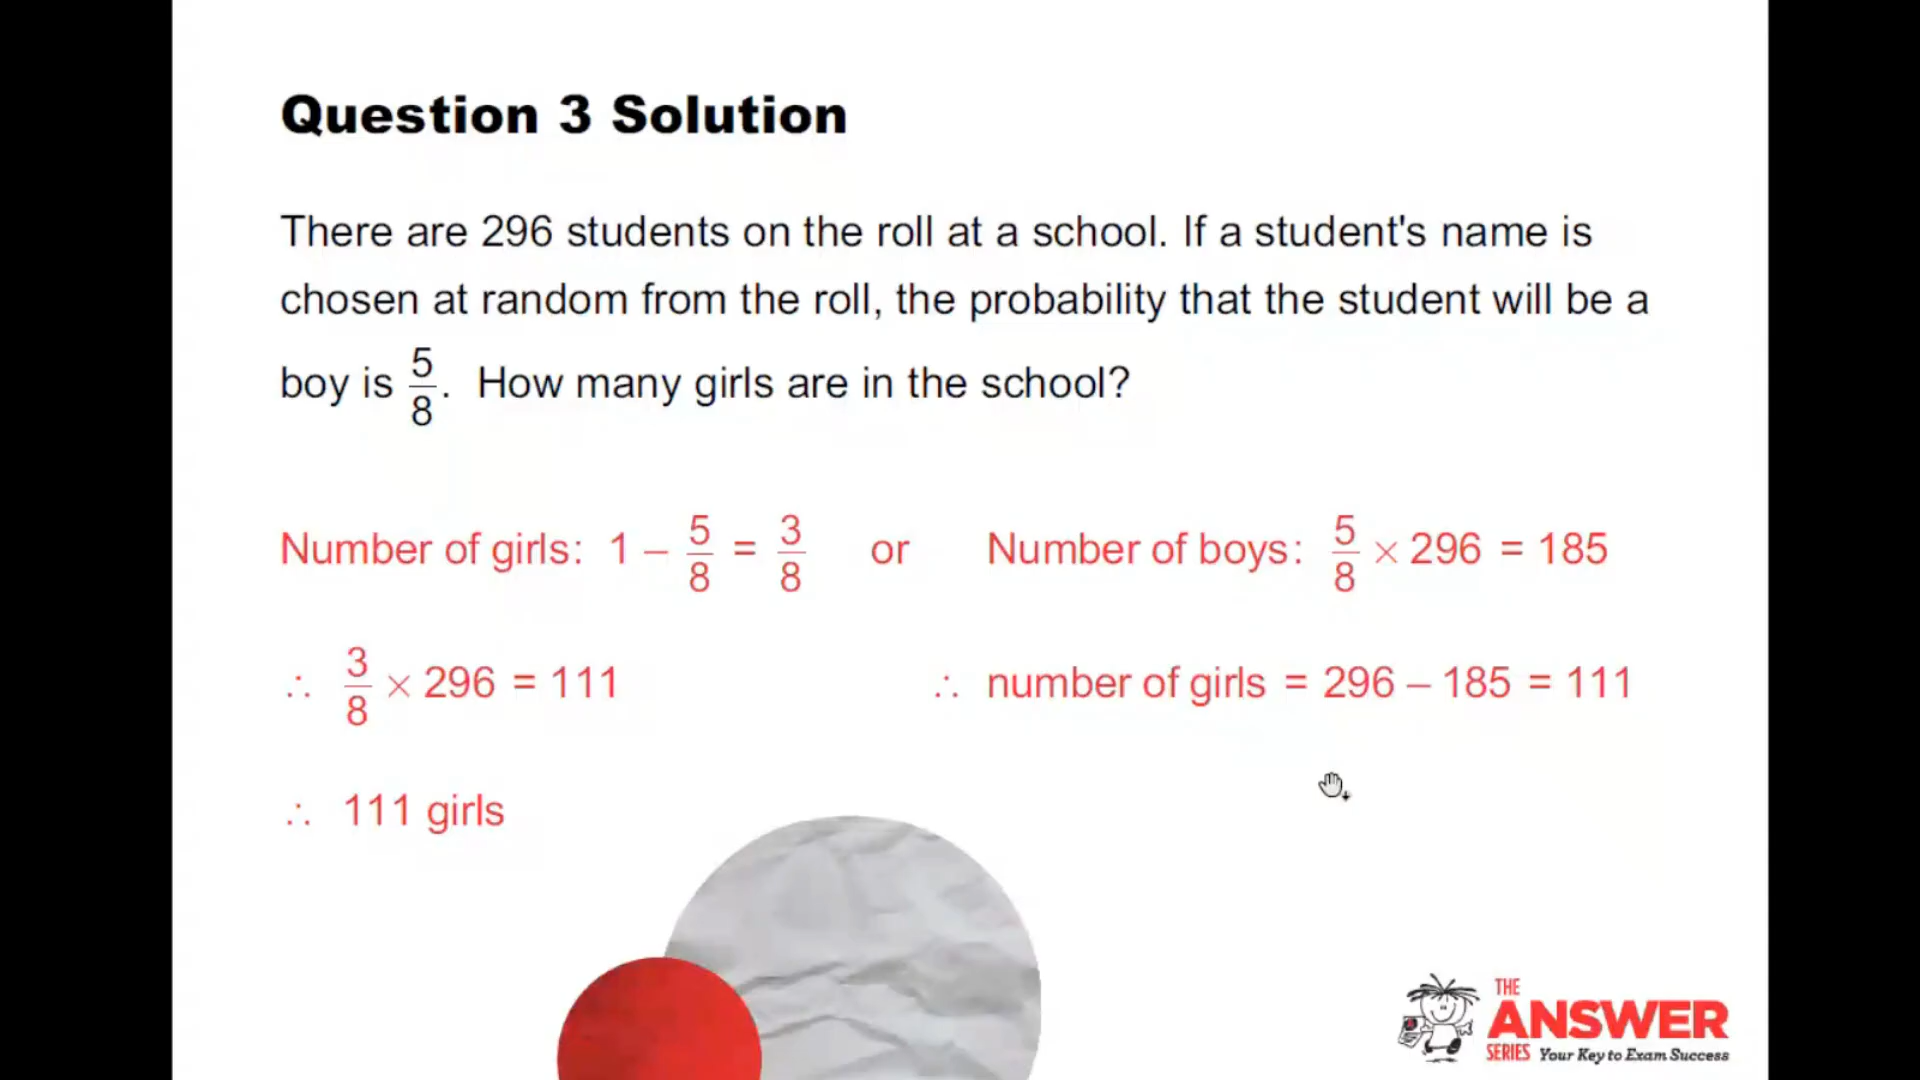 Question 3 Solution
There are 296 students on the roll at a school. If a student's name is
chosen at random from the roll, the probability that the student will be a
boy is 5/8. How many girls are in the school?
Number of girls: 1 – 5/8 = 3/8 or Number of boys: 5/8 × 296 = 185
∴ 3/8 × 296 = 111 ∴ number of girls = 296 – 185 = 111
∴ 111 girls
THE
ANSWER
SERIES Your Key to Exam Success